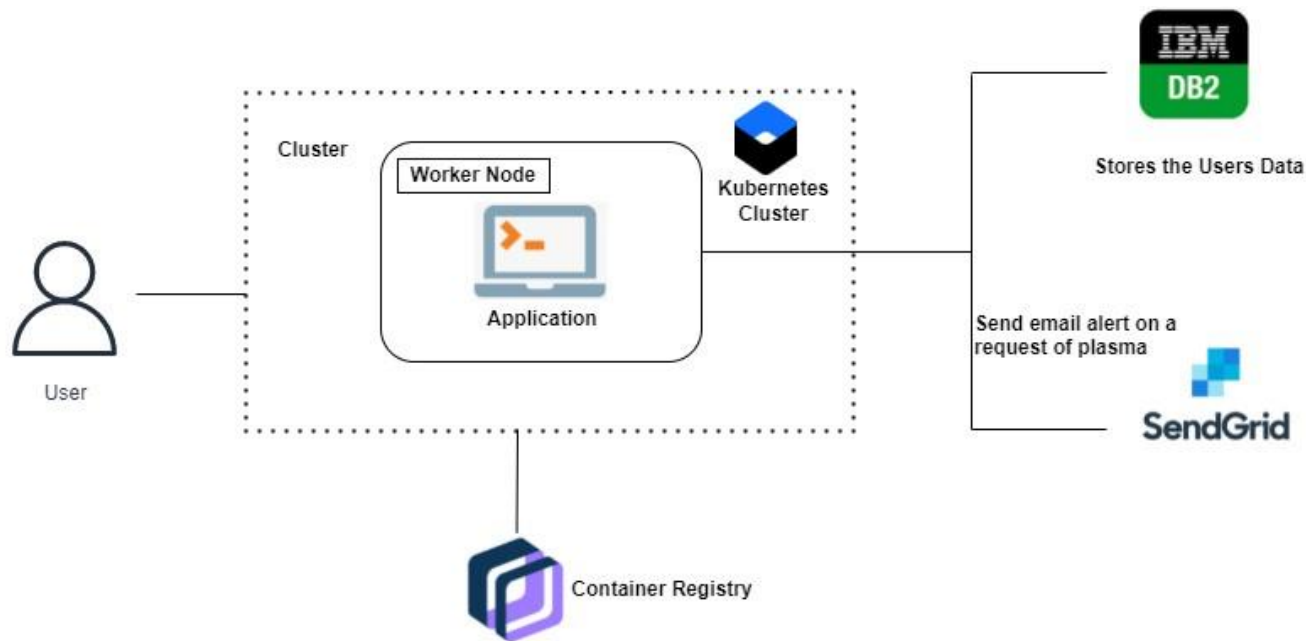 IBM
DB2
Stores the Users Data
Cluster
Worker Node
Kubernetes
Cluster
Application
User
Send email alert on a
request of plasma
SendGrid
Container Registry